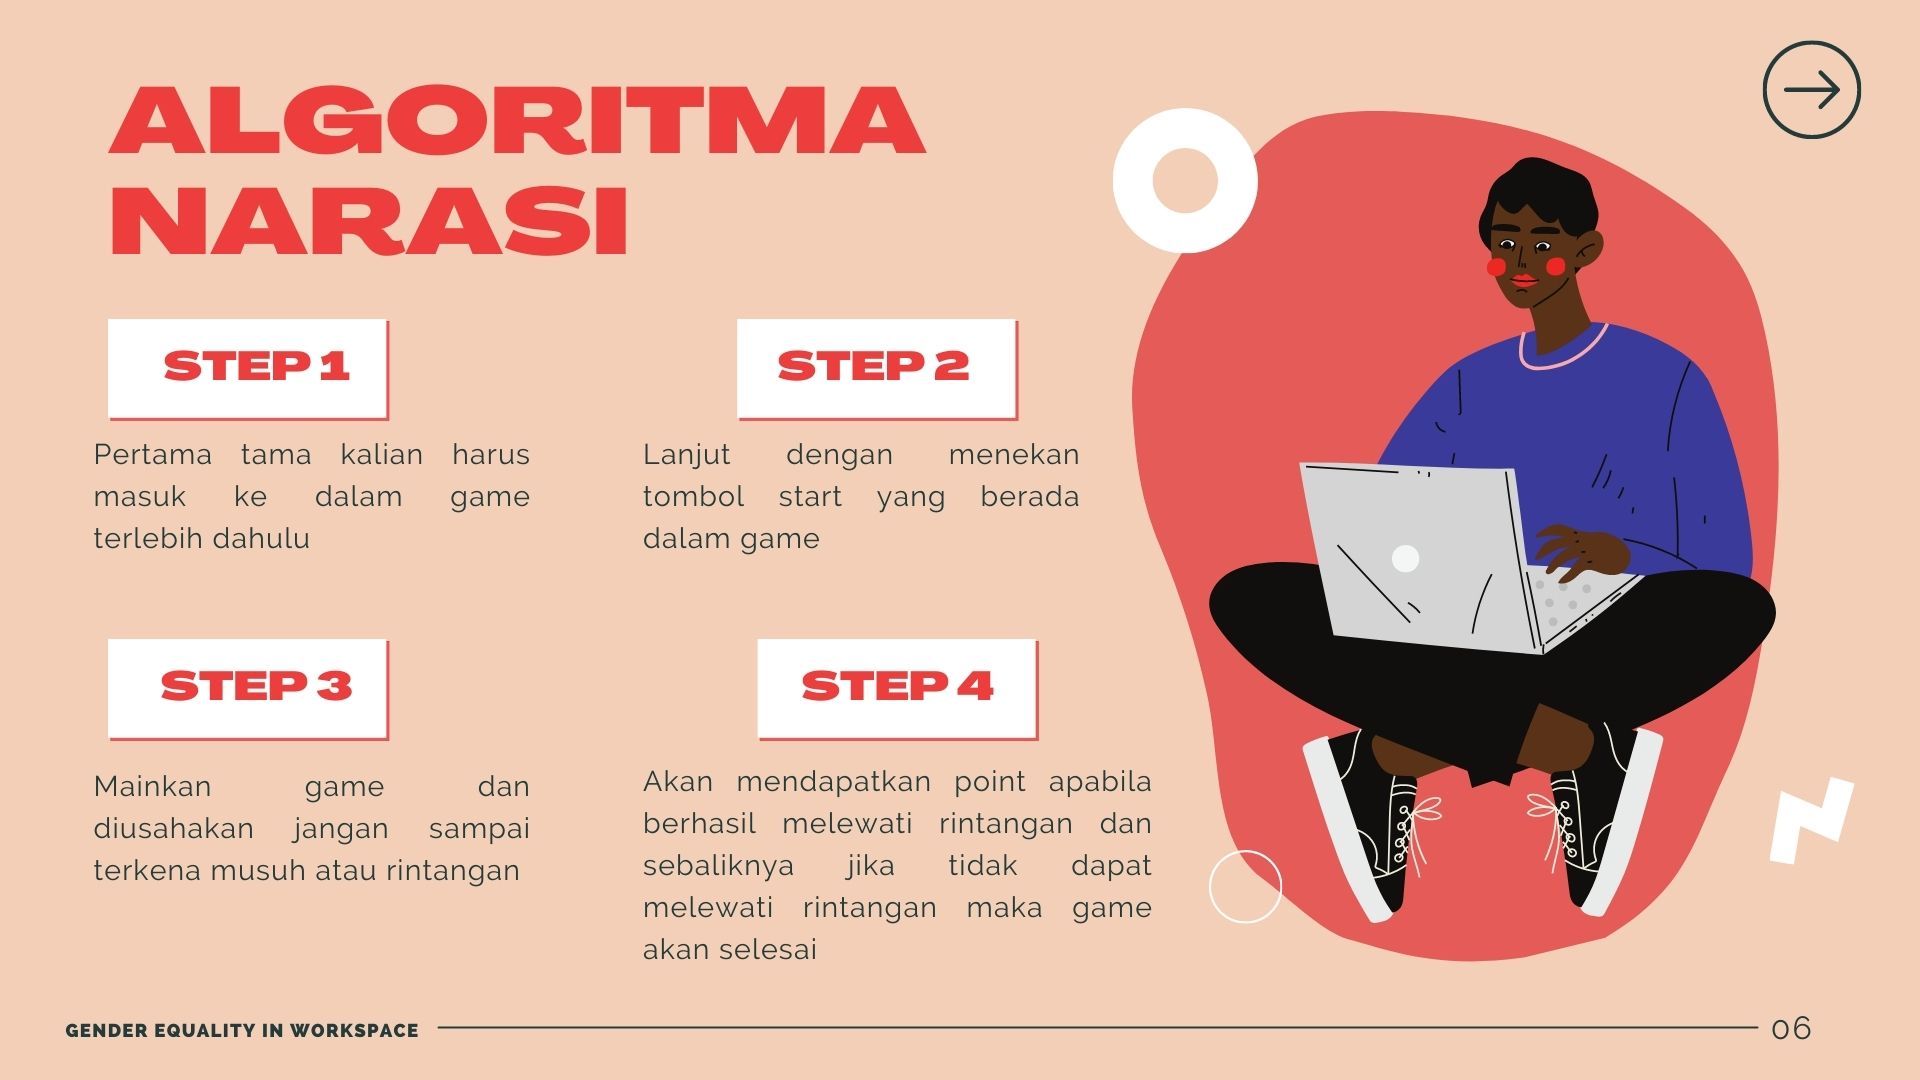 ALGORITMA
NARASI
STEP 1
Pertama tama kalian harus
masuk ke dalam game
terlebih dahulu
STEP 2
Lanjut dengan menekan
tombol start yang berada
dalam game
STEP 3
Mainkan game dan
diusahakan jangan sampai
terkena musuh atau rintangan
STEP 4
Akan mendapatkan point apabila
berhasil melewati rintangan dan
sebaliknya jika tidak dapat
melewati rintangan maka game
akan selesai
GENDER EQUALITY IN WORKSPACE
06